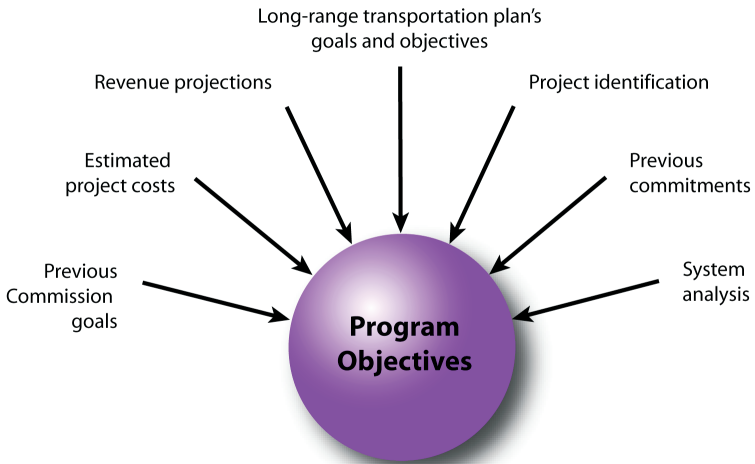 Long-range transportation plan's
goals and objectives
Revenue projections
Project identification
Estimated
project costs
Previous
commitments
Previous
Commission
goals
System
analysis
Program
Objectives